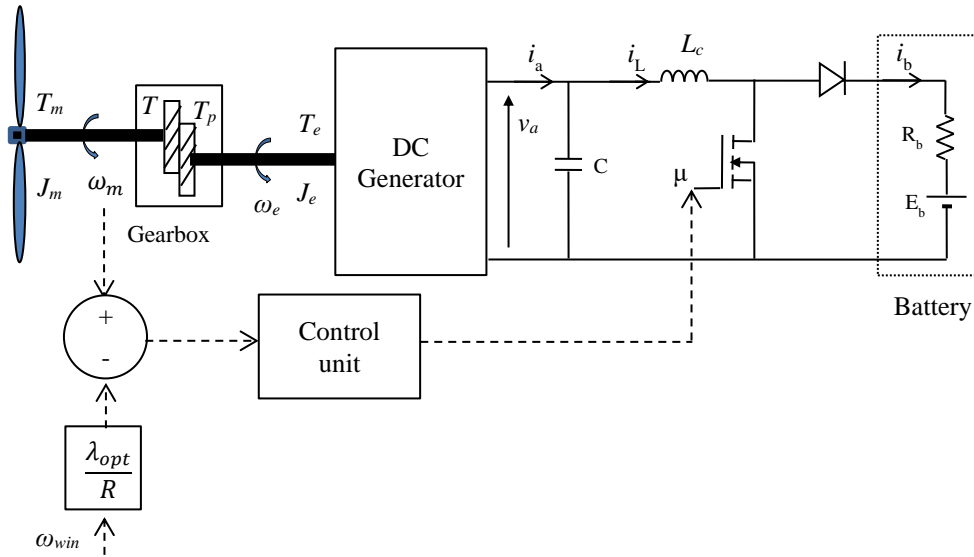 i_a
i_L
L_c
i_b
T_m
T
T_p
T_e
v_a
DC
Generator
C
μ
R_b
E_b
J_m
ω_m
ω_e
J_e
Gearbox
Battery
+
-
Control
unit
λ_opt
R
ω_win